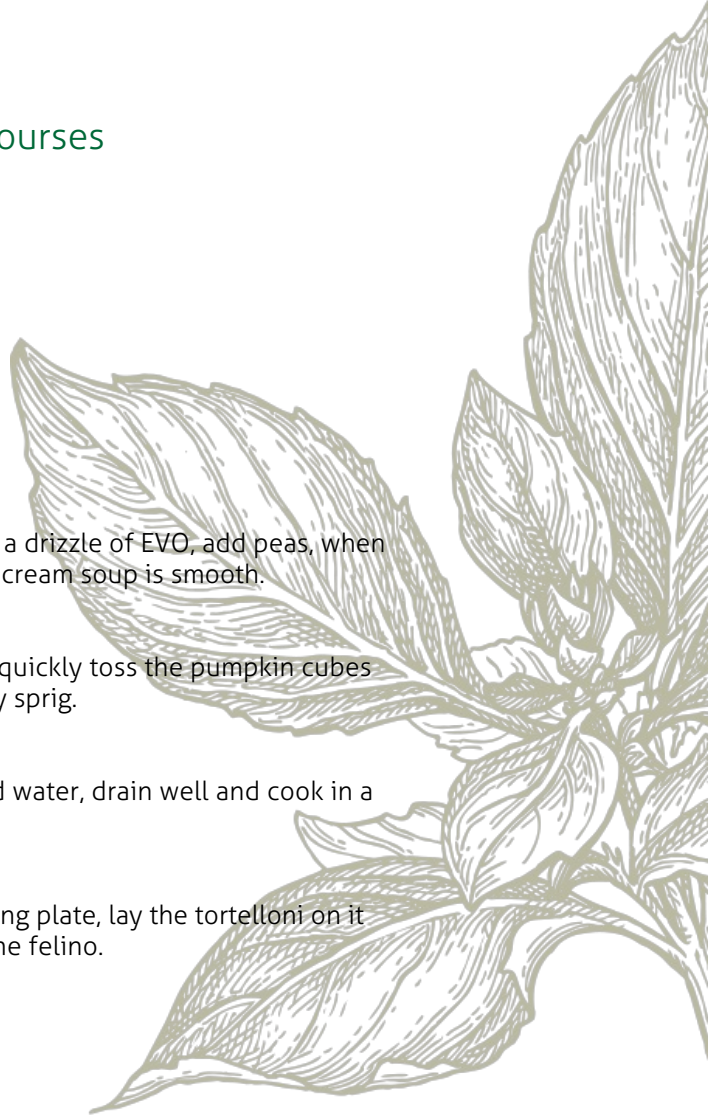 ourses
a drizzle of EVO, add peas, when
cream soup is smooth.
quickly toss the pumpkin cubes
y sprig.
d water, drain well and cook in a
ng plate, lay the tortelloni on it
ne felino.